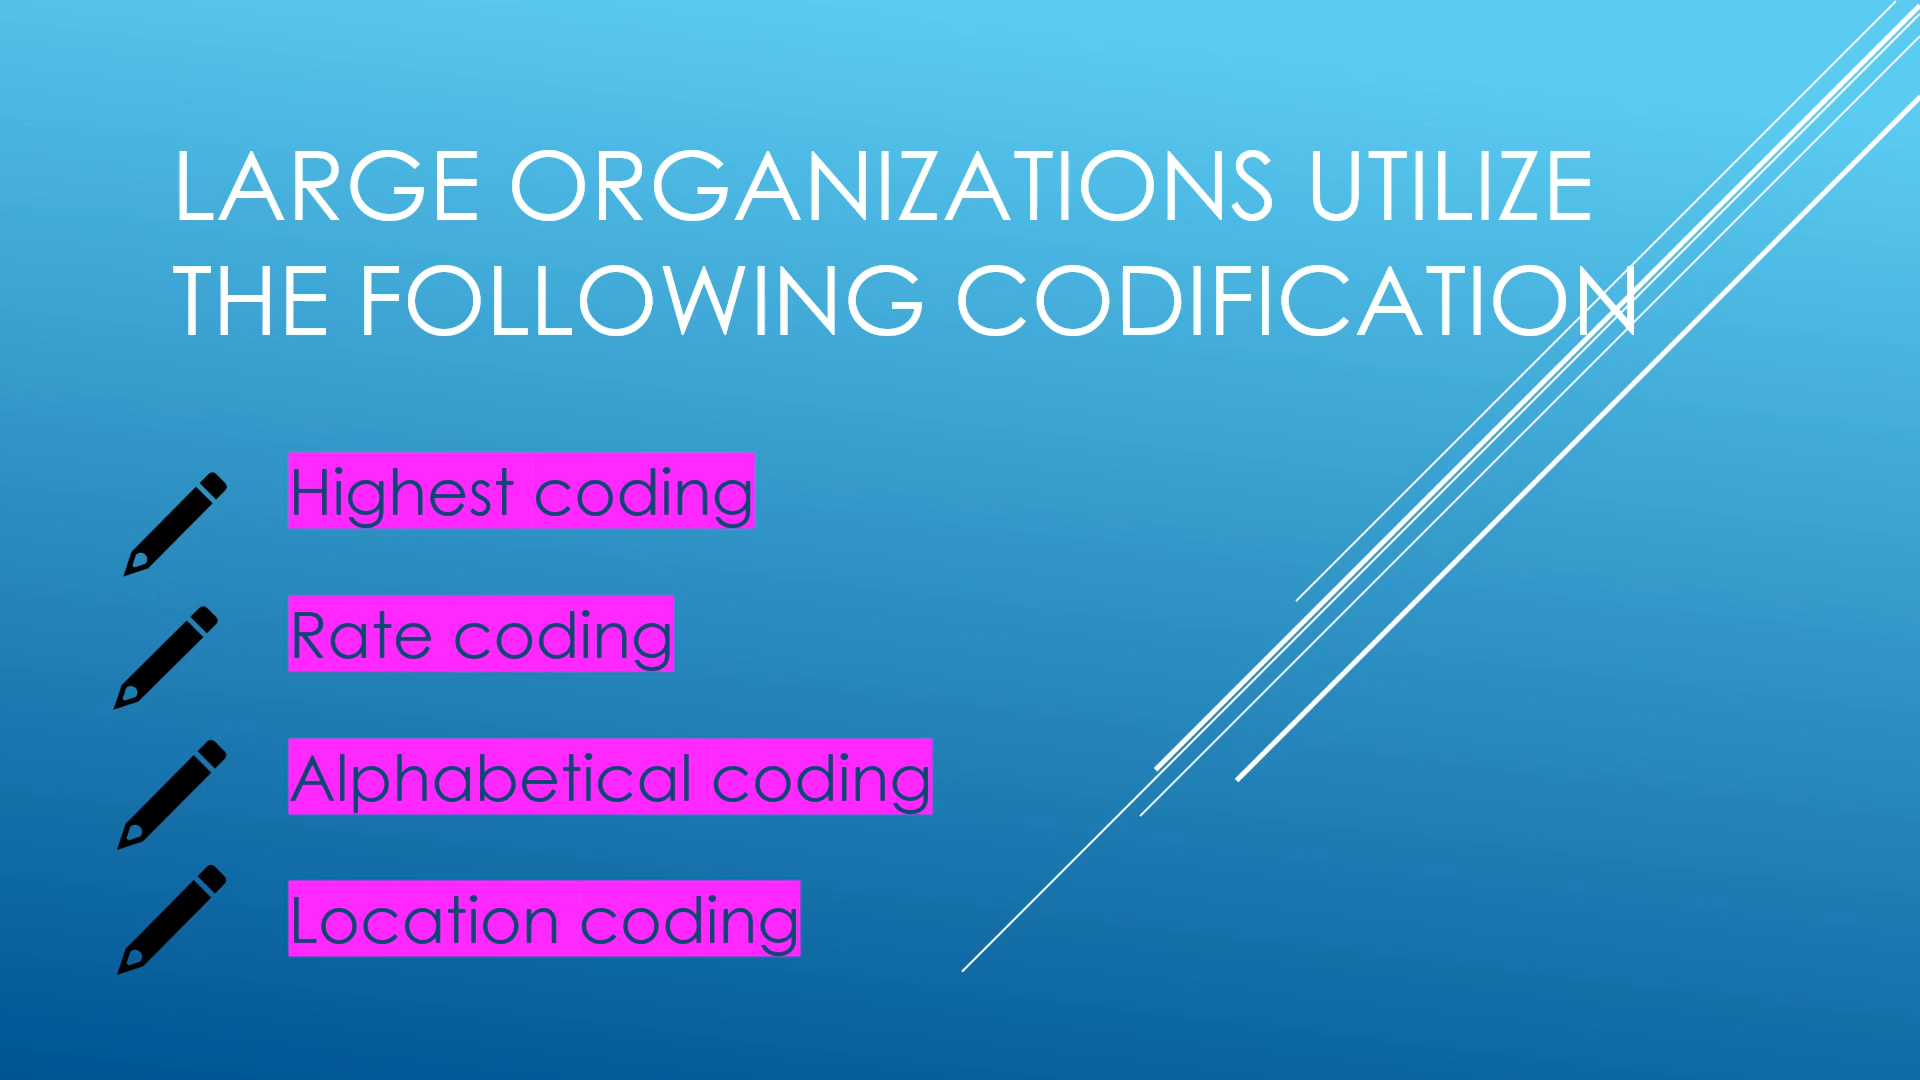 LARGE ORGANIZATIONS UTILIZE
THE FOLLOWING CODIFICATION
Highest coding
Rate coding
Alphabetical coding
Location coding